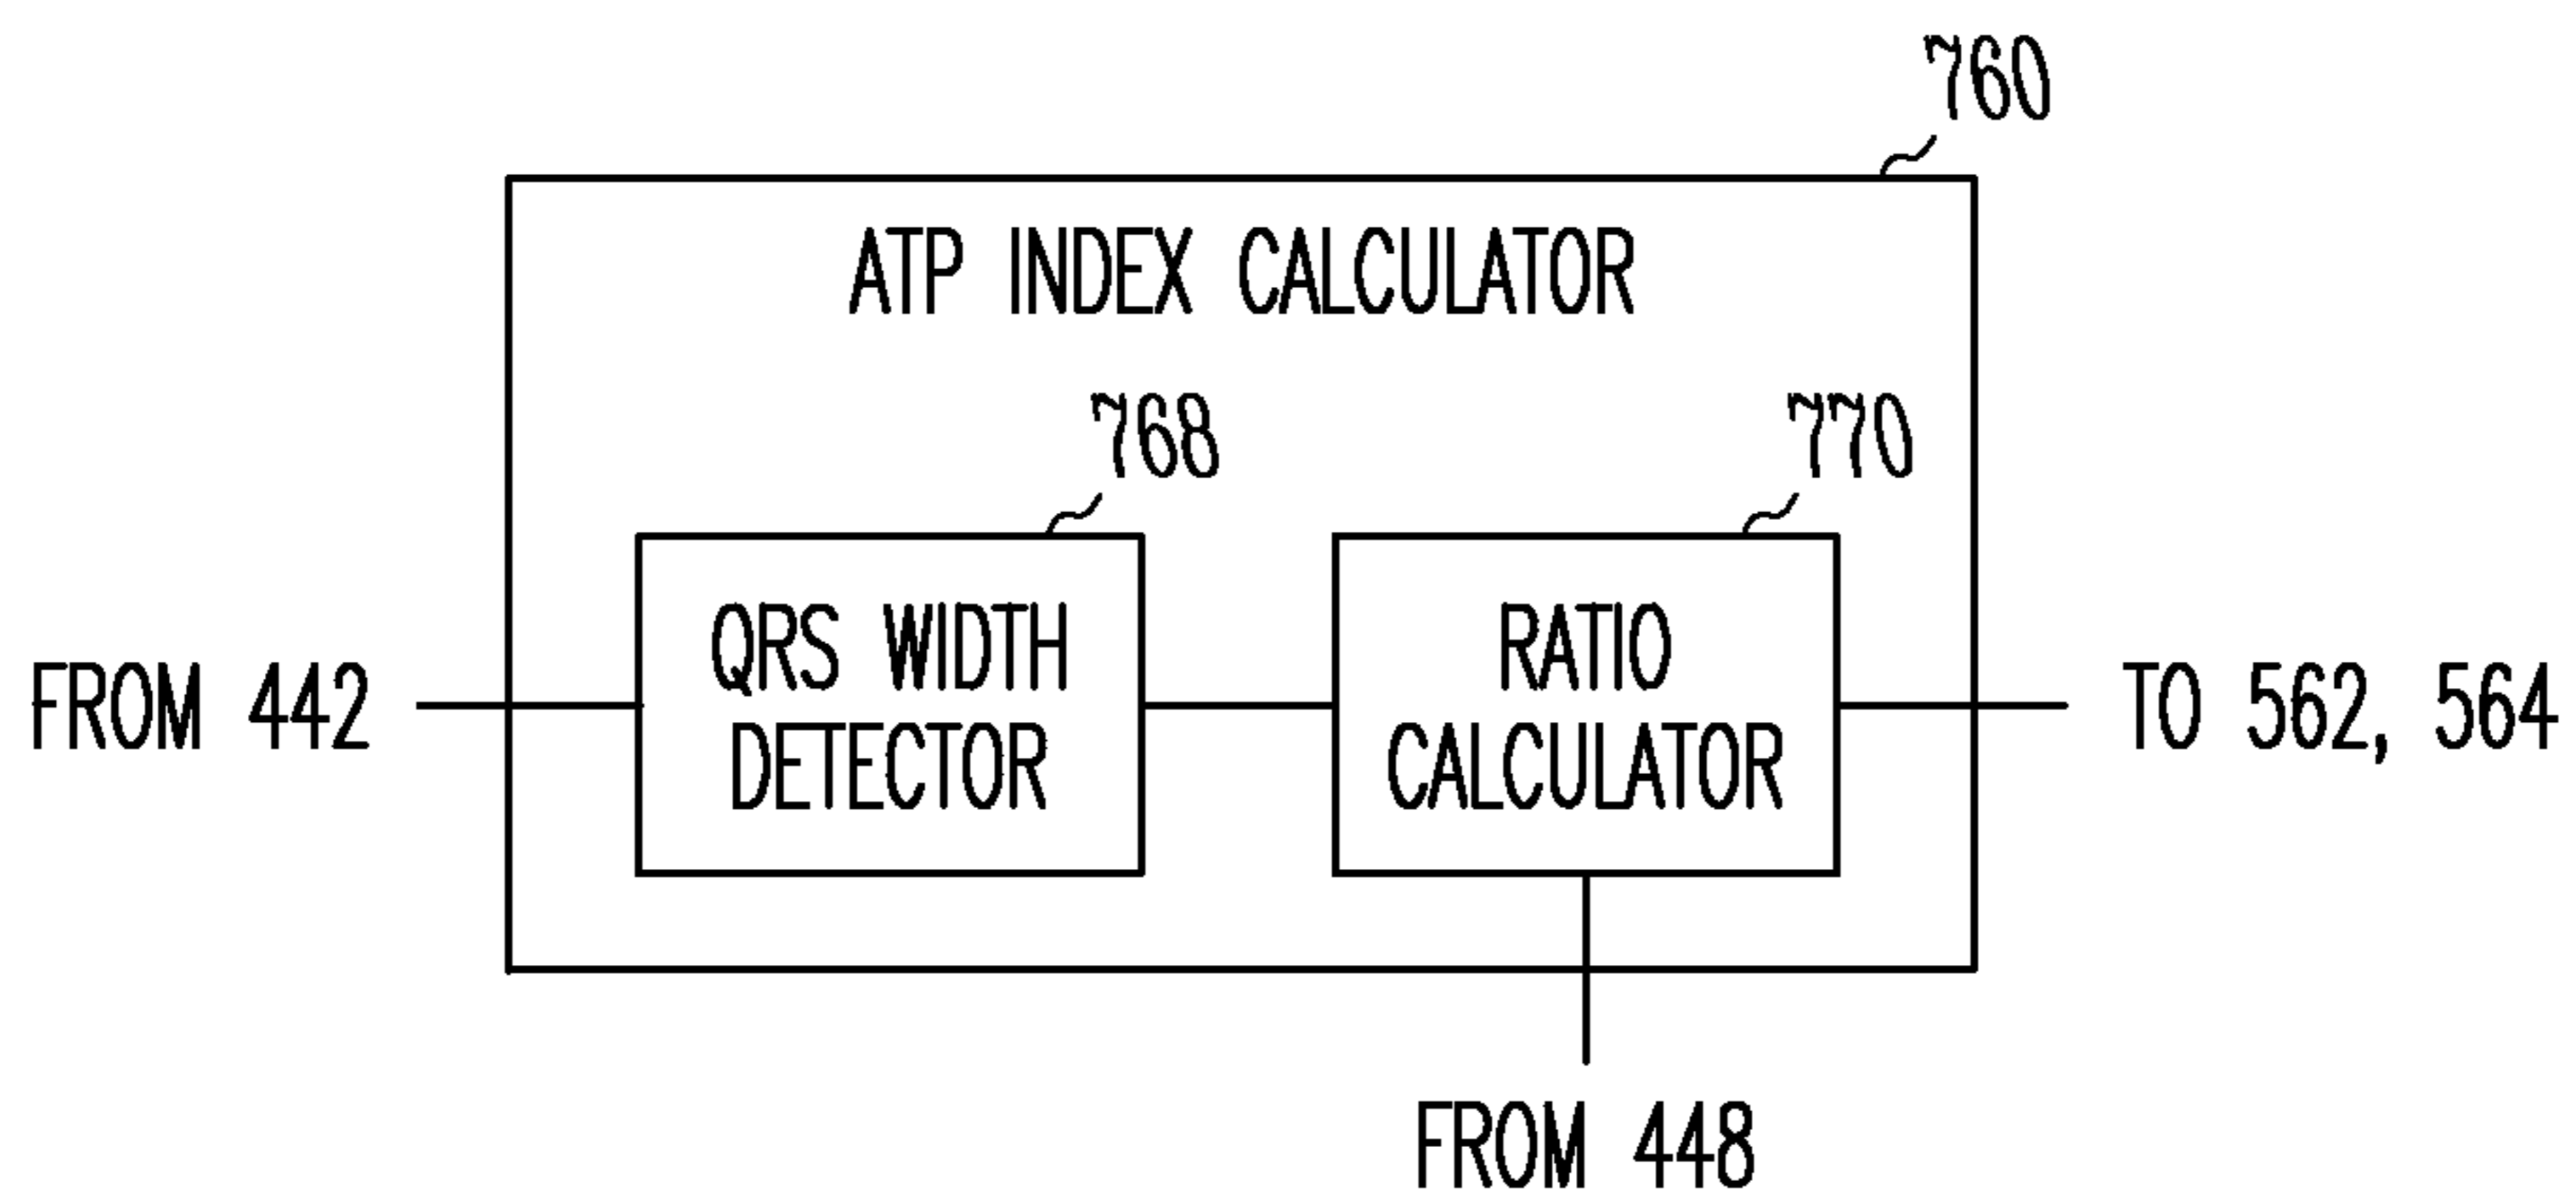 760
ATP INDEX CALCULATOR
768
770
QRS WIDTH
DETECTOR
RATIO
CALCULATOR
FROM 442
TO 562, 564
FROM 448